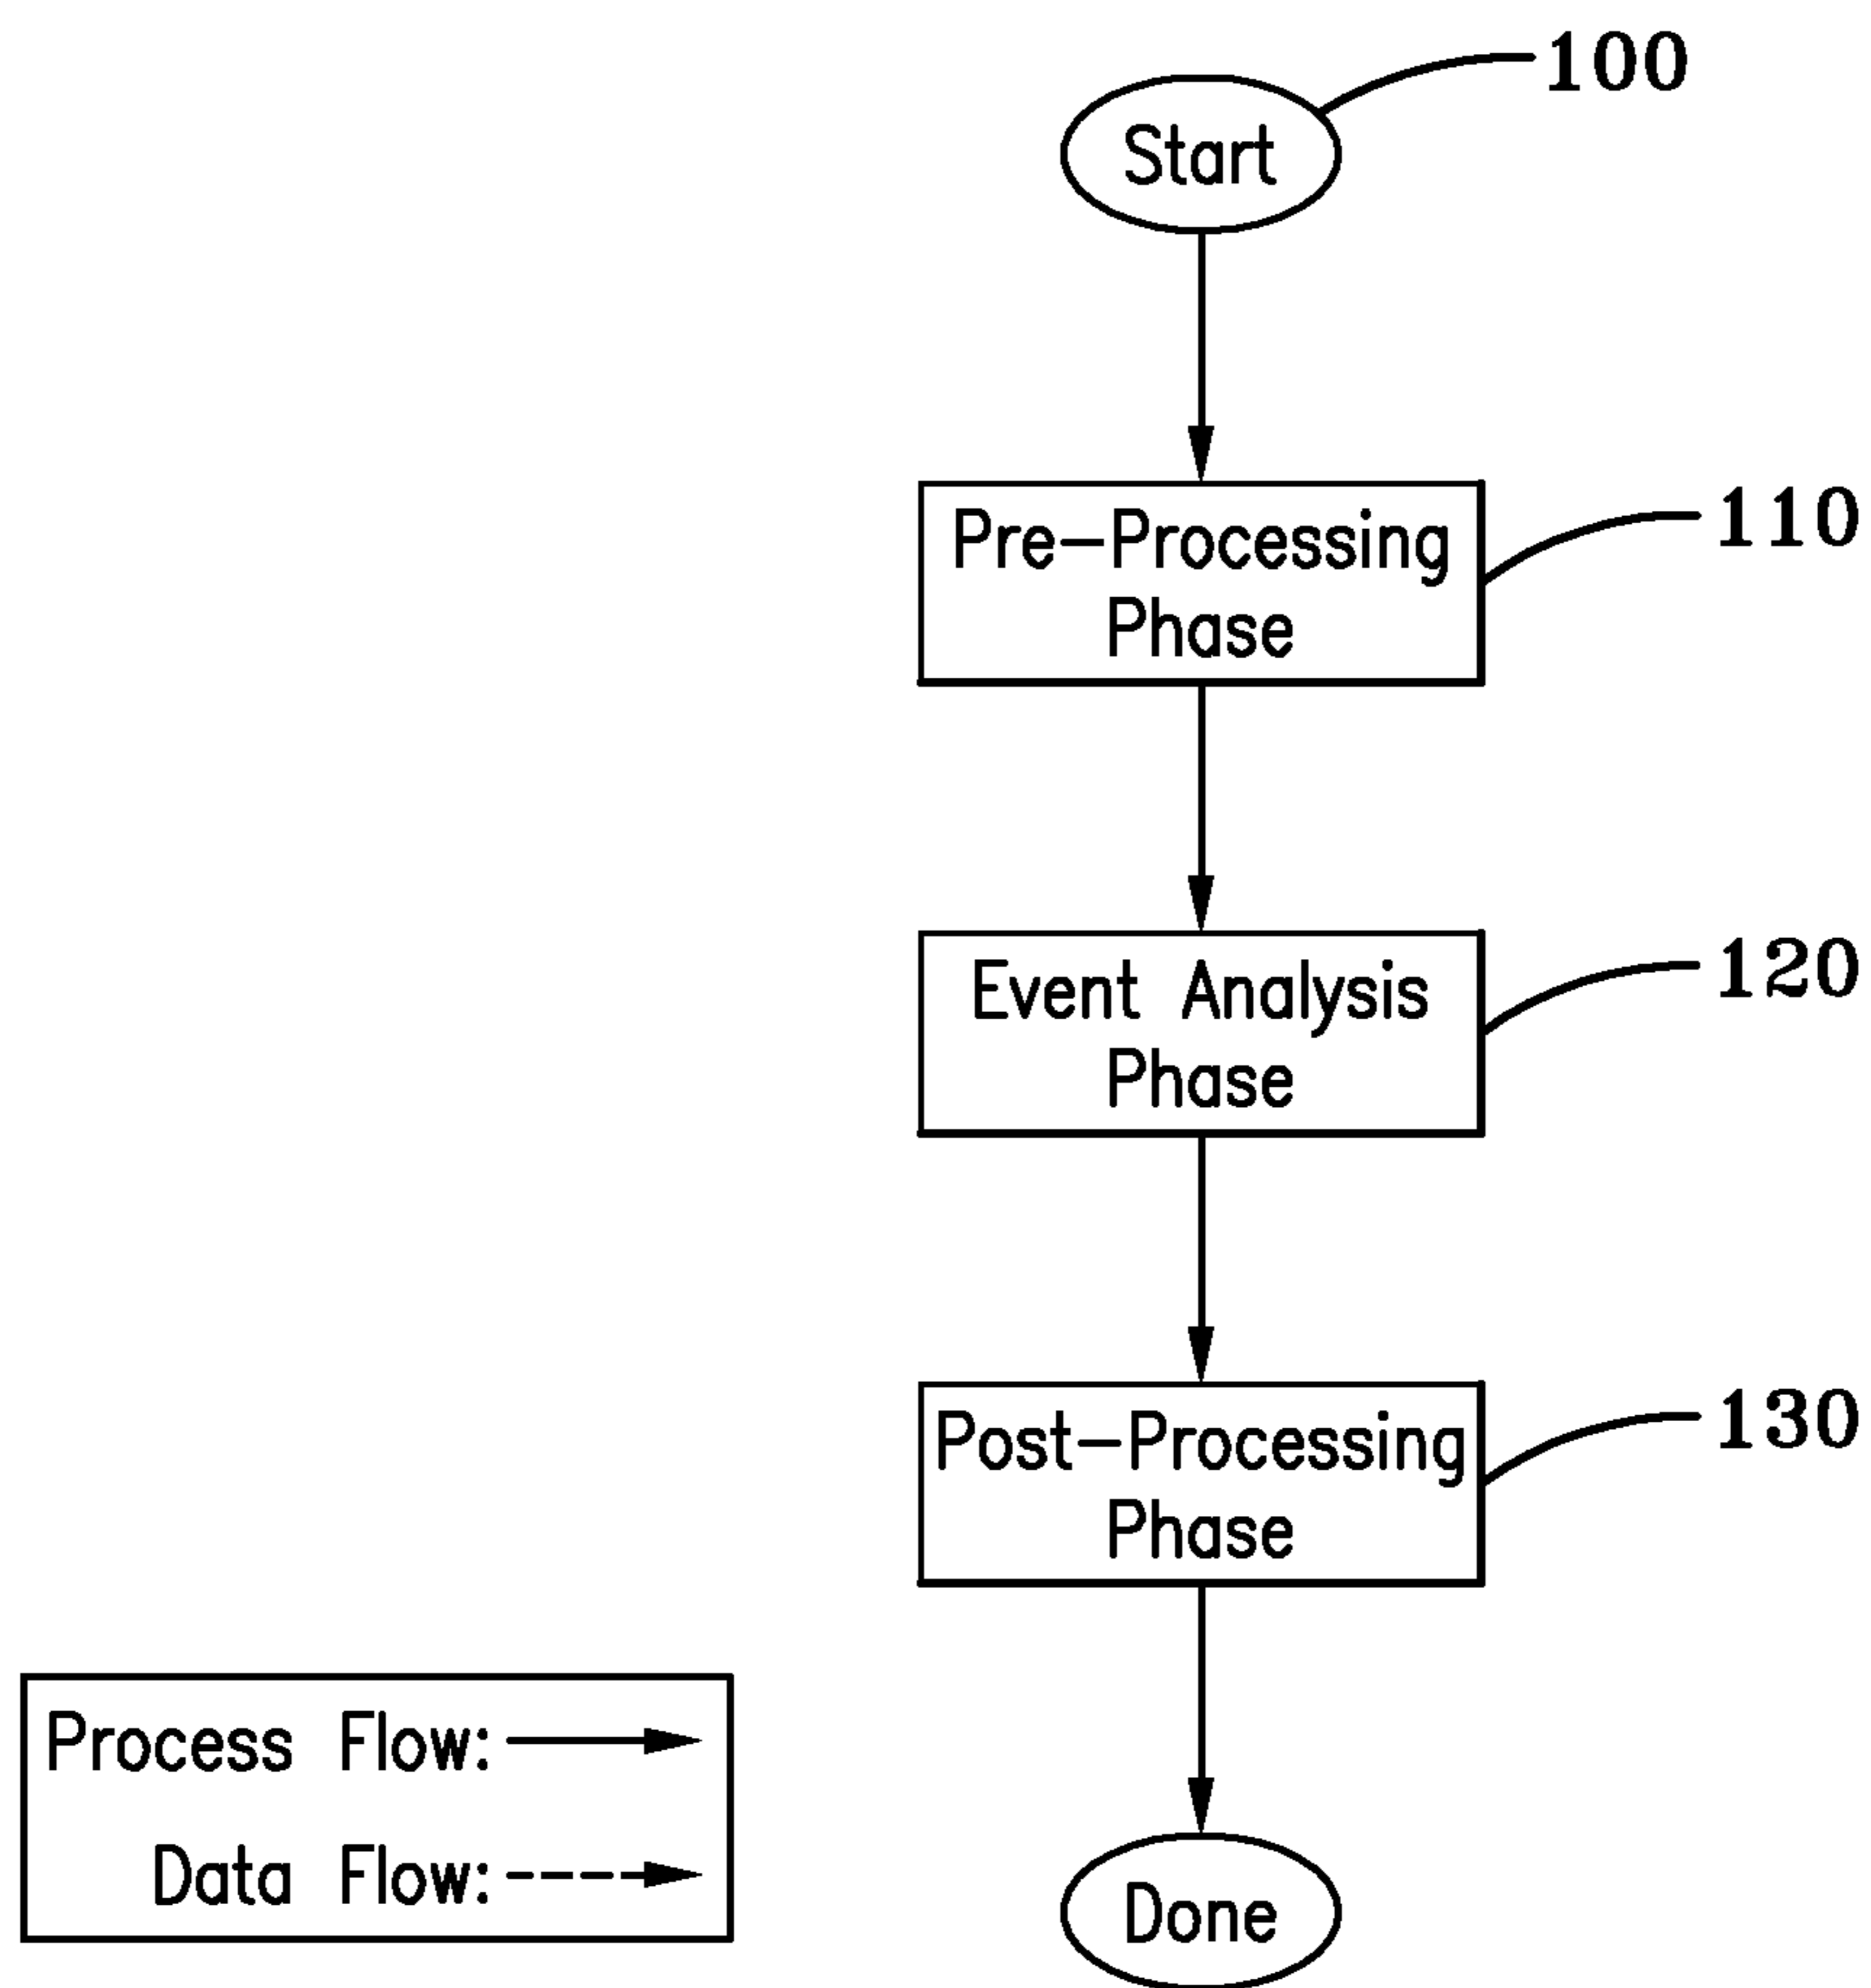 100
Start
110
Pre-Processing
Phase
120
Event Analysis
Phase
130
Post-Processing
Phase
Process Flow:
Data Flow:
Done